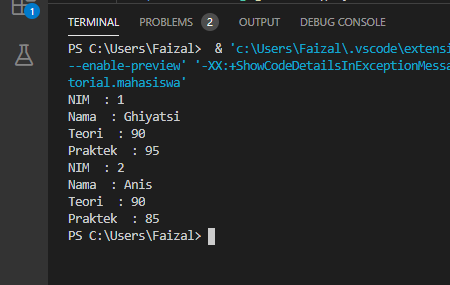 TERMINAL PROBLEMS 2 OUTPUT DEBUG CONSOLE
PS C:\Users\Faizal> & 'c:\Users\Faizal\.vscode\extensi
--enable-preview' '-XX:+ShowCodeDetailsInExceptionMessa
torial.mahasiswa'
NIM : 1
Nama : Ghiyatsi
Teori : 90
Praktek : 95
NIM : 2
Nama : Anis
Teori : 90
Praktek : 85
PS C:\Users\Faizal>
1